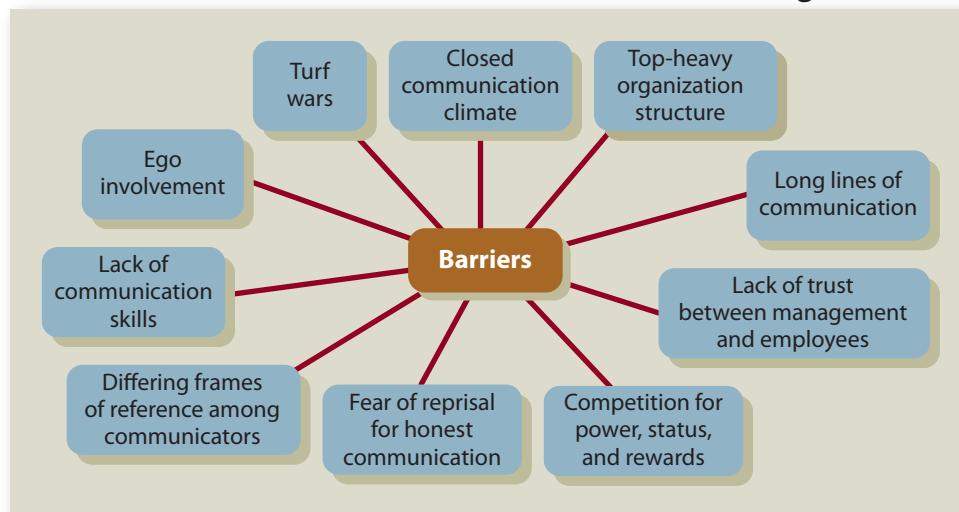 Turf
wars
Closed
communication
climate
Top-heavy
organization
structure
Ego
involvement
Long lines of
communication
Barriers
Lack of
communication
skills
Lack of trust
between management
and employees
Differing frames
of reference among
communicators
Fear of reprisal
for honest
communication
Competition for
power, status,
and rewards